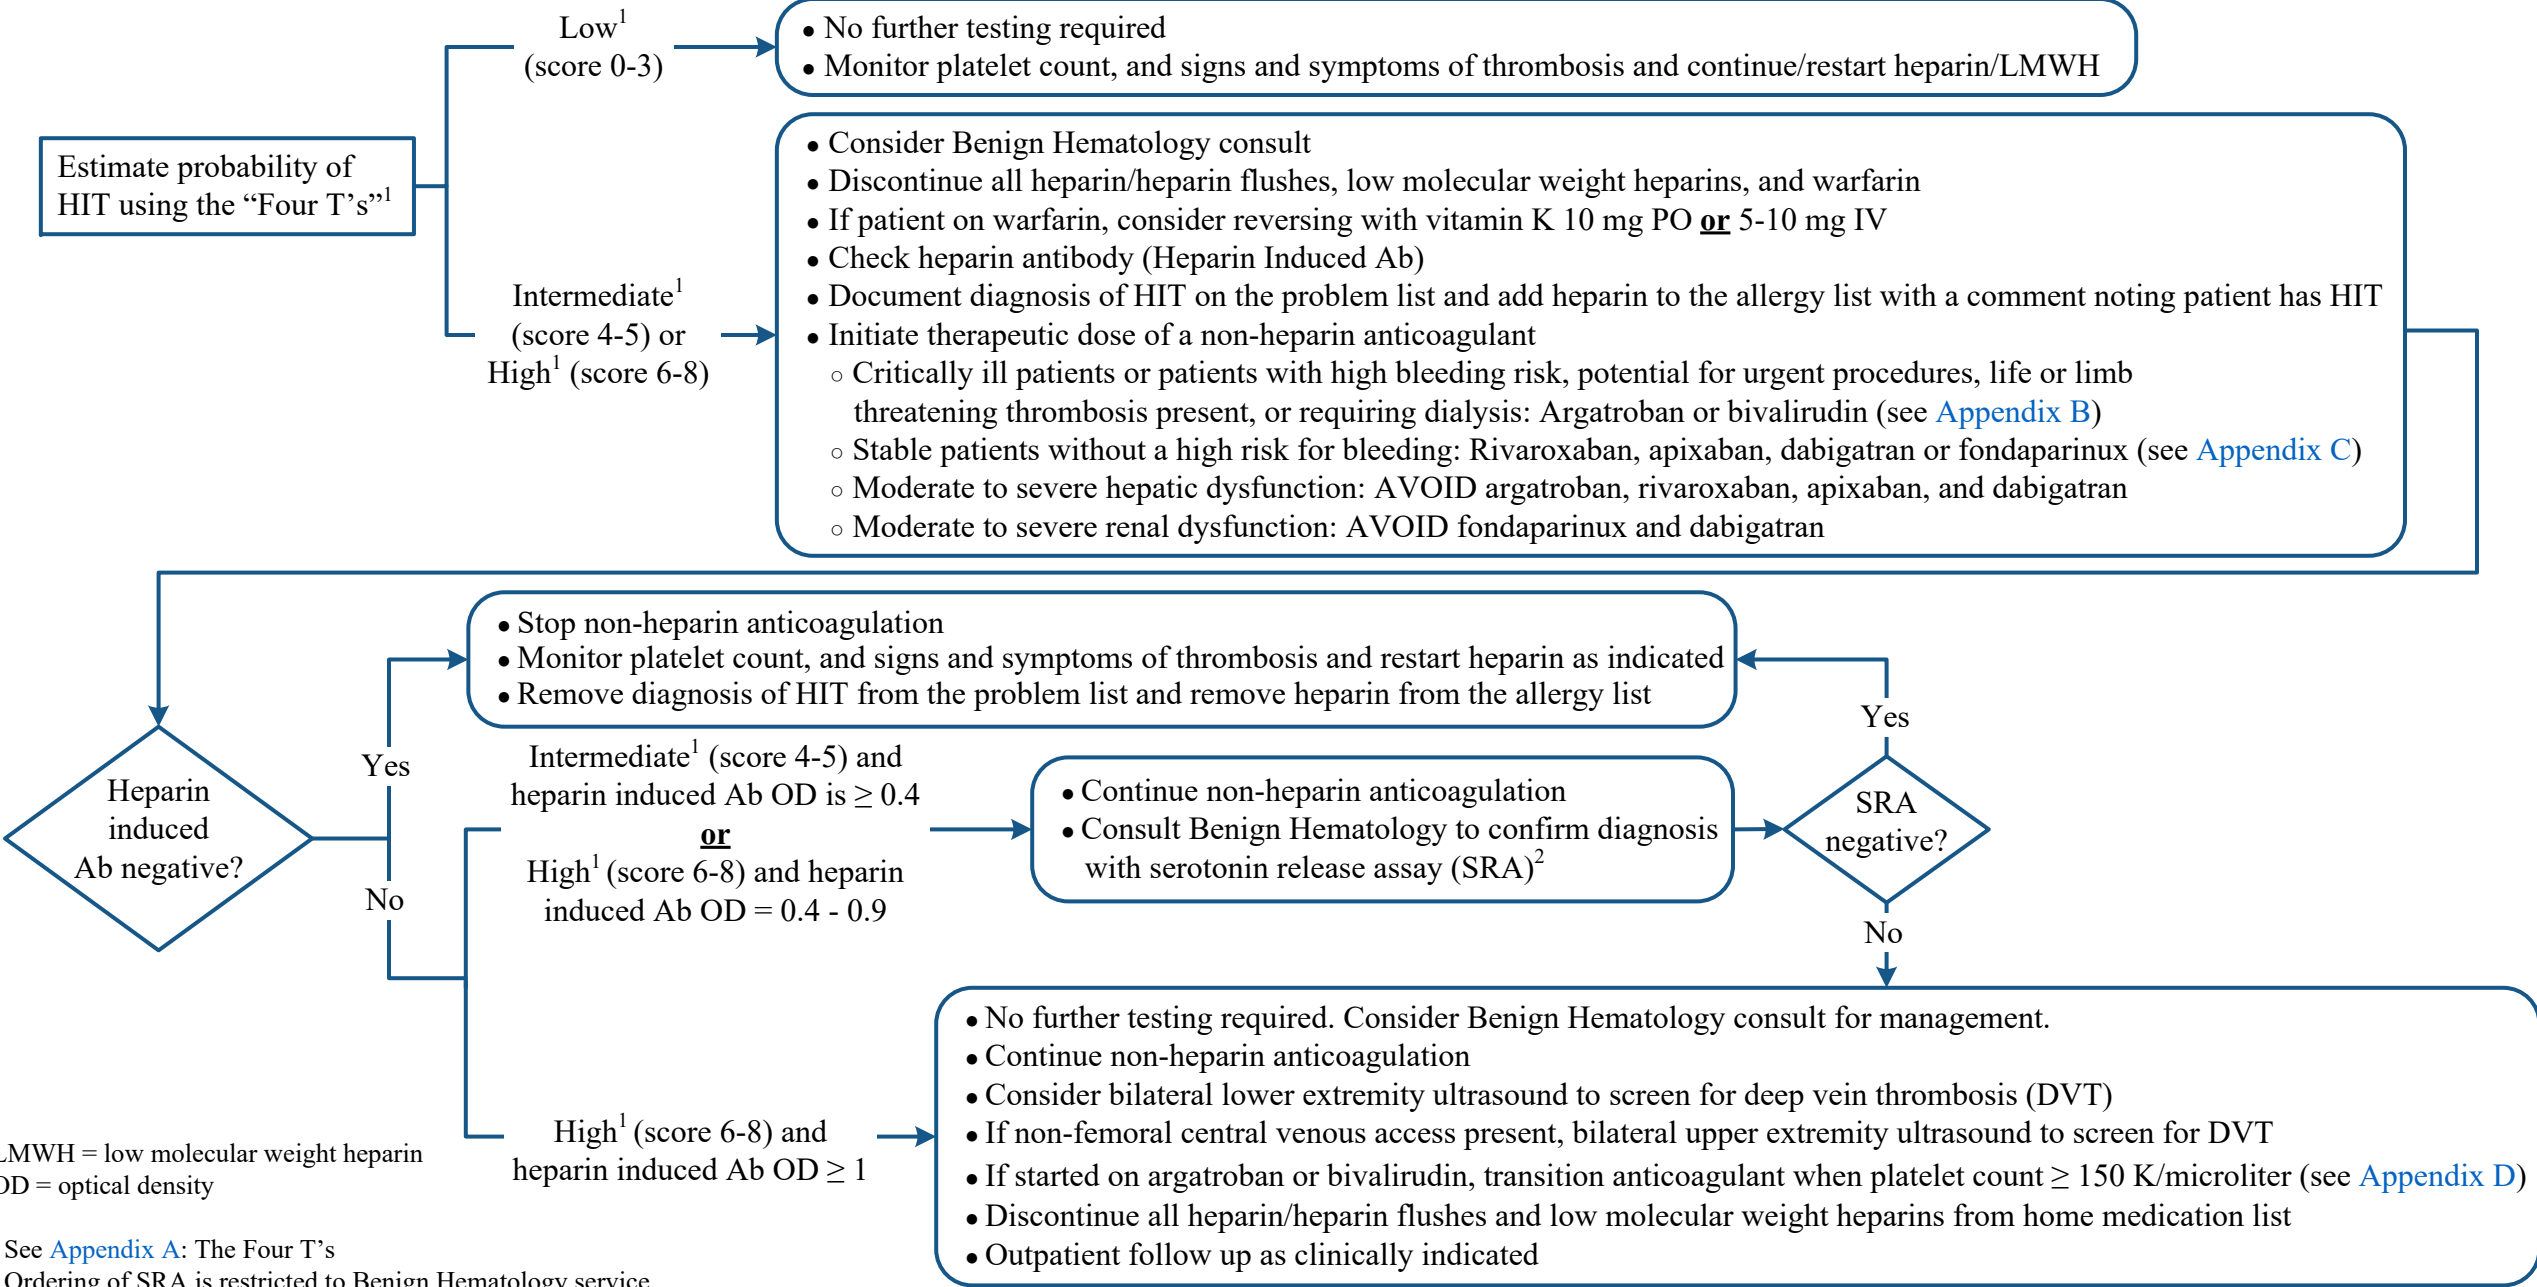 Low1
(score 0-3)
• No further testing required
• Monitor platelet count, and signs and symptoms of thrombosis and continue/restart heparin/LMWH
Estimate probability of
HIT using the “Four T’s”1
Intermediate1
(score 4-5) or
High1 (score 6-8)
• Consider Benign Hematology consult
• Discontinue all heparin/heparin flushes, low molecular weight heparins, and warfarin
• If patient on warfarin, consider reversing with vitamin K 10 mg PO or 5-10 mg IV
• Check heparin antibody (Heparin Induced Ab)
• Document diagnosis of HIT on the problem list and add heparin to the allergy list with a comment noting patient has HIT
• Initiate therapeutic dose of a non-heparin anticoagulant
○ Critically ill patients or patients with high bleeding risk, potential for urgent procedures, life or limb
threatening thrombosis present, or requiring dialysis: Argatroban or bivalirudin (see Appendix B)
○ Stable patients without a high risk for bleeding: Rivaroxaban, apixaban, dabigatran or fondaparinux (see Appendix C)
○ Moderate to severe hepatic dysfunction: AVOID argatroban, rivaroxaban, apixaban, and dabigatran
○ Moderate to severe renal dysfunction: AVOID fondaparinux and dabigatran
Heparin
induced
Ab negative?
Yes
• Stop non-heparin anticoagulation
• Monitor platelet count, and signs and symptoms of thrombosis and restart heparin as indicated
• Remove diagnosis of HIT from the problem list and remove heparin from the allergy list
No
Intermediate1 (score 4-5) and
heparin induced Ab OD is ≥ 0.4
or
High1 (score 6-8) and heparin
induced Ab OD = 0.4 - 0.9
• Continue non-heparin anticoagulation
• Consult Benign Hematology to confirm diagnosis
with serotonin release assay (SRA)2
SRA
negative?
Yes
No
High1 (score 6-8) and
heparin induced Ab OD ≥ 1
• No further testing required. Consider Benign Hematology consult for management.
• Continue non-heparin anticoagulation
• Consider bilateral lower extremity ultrasound to screen for deep vein thrombosis (DVT)
• If non-femoral central venous access present, bilateral upper extremity ultrasound to screen for DVT
• If started on argatroban or bivalirudin, transition anticoagulant when platelet count ≥ 150 K/microliter (see Appendix D)
• Discontinue all heparin/heparin flushes and low molecular weight heparins from home medication list
• Outpatient follow up as clinically indicated
LMWH = low molecular weight heparin
OD = optical density
See Appendix A: The Four T’s
Ordering of SRA is restricted to Benign Hematology service